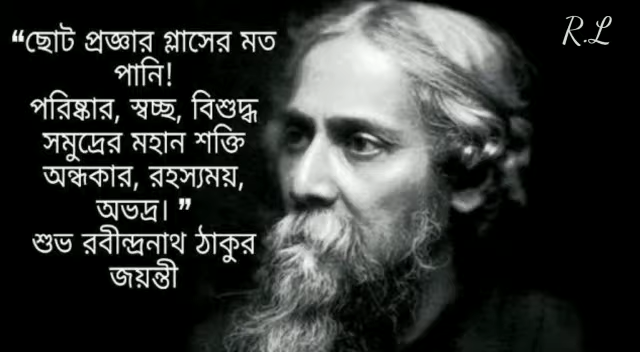 ❝ছোট প্রজ্ঞার গ্লাসের মত
পানি!
পরিষ্কার, স্বচ্ছ, বিশুদ্ধ
সমুদ্রের মহান শক্তি
অন্ধকার, রহস্যময়,
অভদ্র। ❞
শুভ রবীন্দ্রনাথ ঠাকুর
জয়ন্তী
R.L